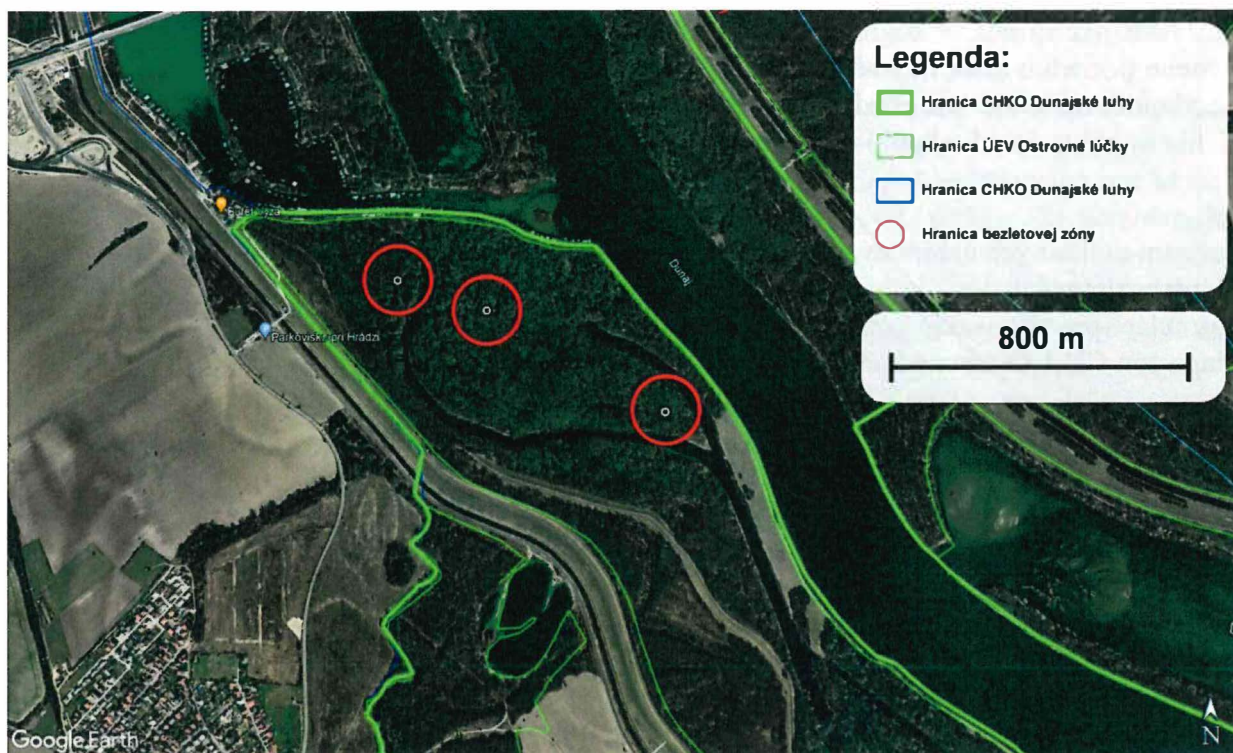 Legenda:
Hranica CHKO Dunajské luhy
Hranica ÚEV Ostrovné lúčky
Hranica CHKO Dunajské luhy
Hranica bezletovej zóny
800 m
Dunaj
Parkovisko pri Hrádzi
Google Earth
N